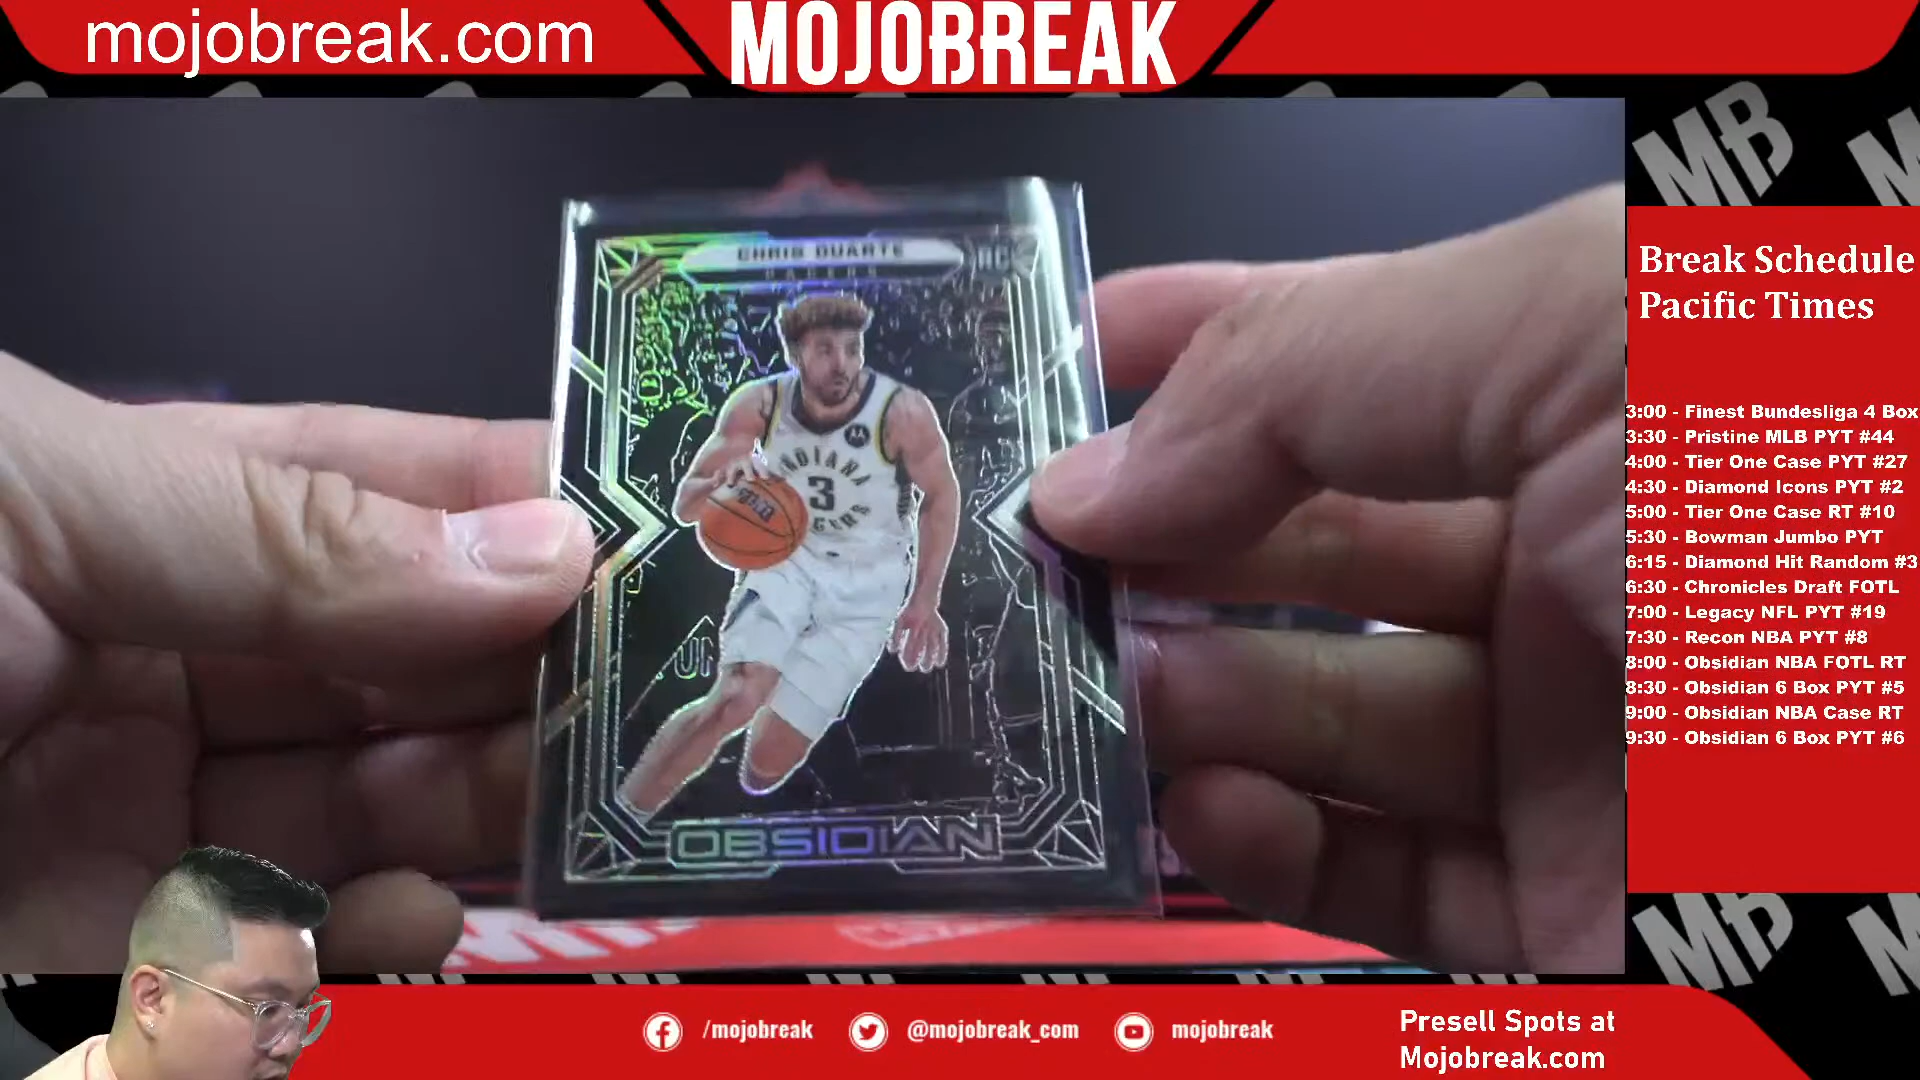 mojobreak.com
MOJOBREAK
CHRIS DUARTE
PACERS
RC
INDIANA
3
OBSIDIAN
Break Schedule
Pacific Times
3:00 - Finest Bundesliga 4 Box
3:30 - Pristine MLB PYT #44
4:00 - Tier One Case PYT #27
4:30 - Diamond Icons PYT #2
5:00 - Tier One Case RT #10
5:30 - Bowman Jumbo PYT
6:15 - Diamond Hit Random #3
6:30 - Chronicles Draft FOTL
7:00 - Legacy NFL PYT #19
7:30 - Recon NBA PYT #8
8:00 - Obsidian NBA FOTL RT
8:30 - Obsidian 6 Box PYT #5
9:00 - Obsidian NBA Case RT
9:30 - Obsidian 6 Box PYT #6
/mojobreak @mojobreak_com mojobreak
Presell Spots at
Mojobreak.com
MB
MB